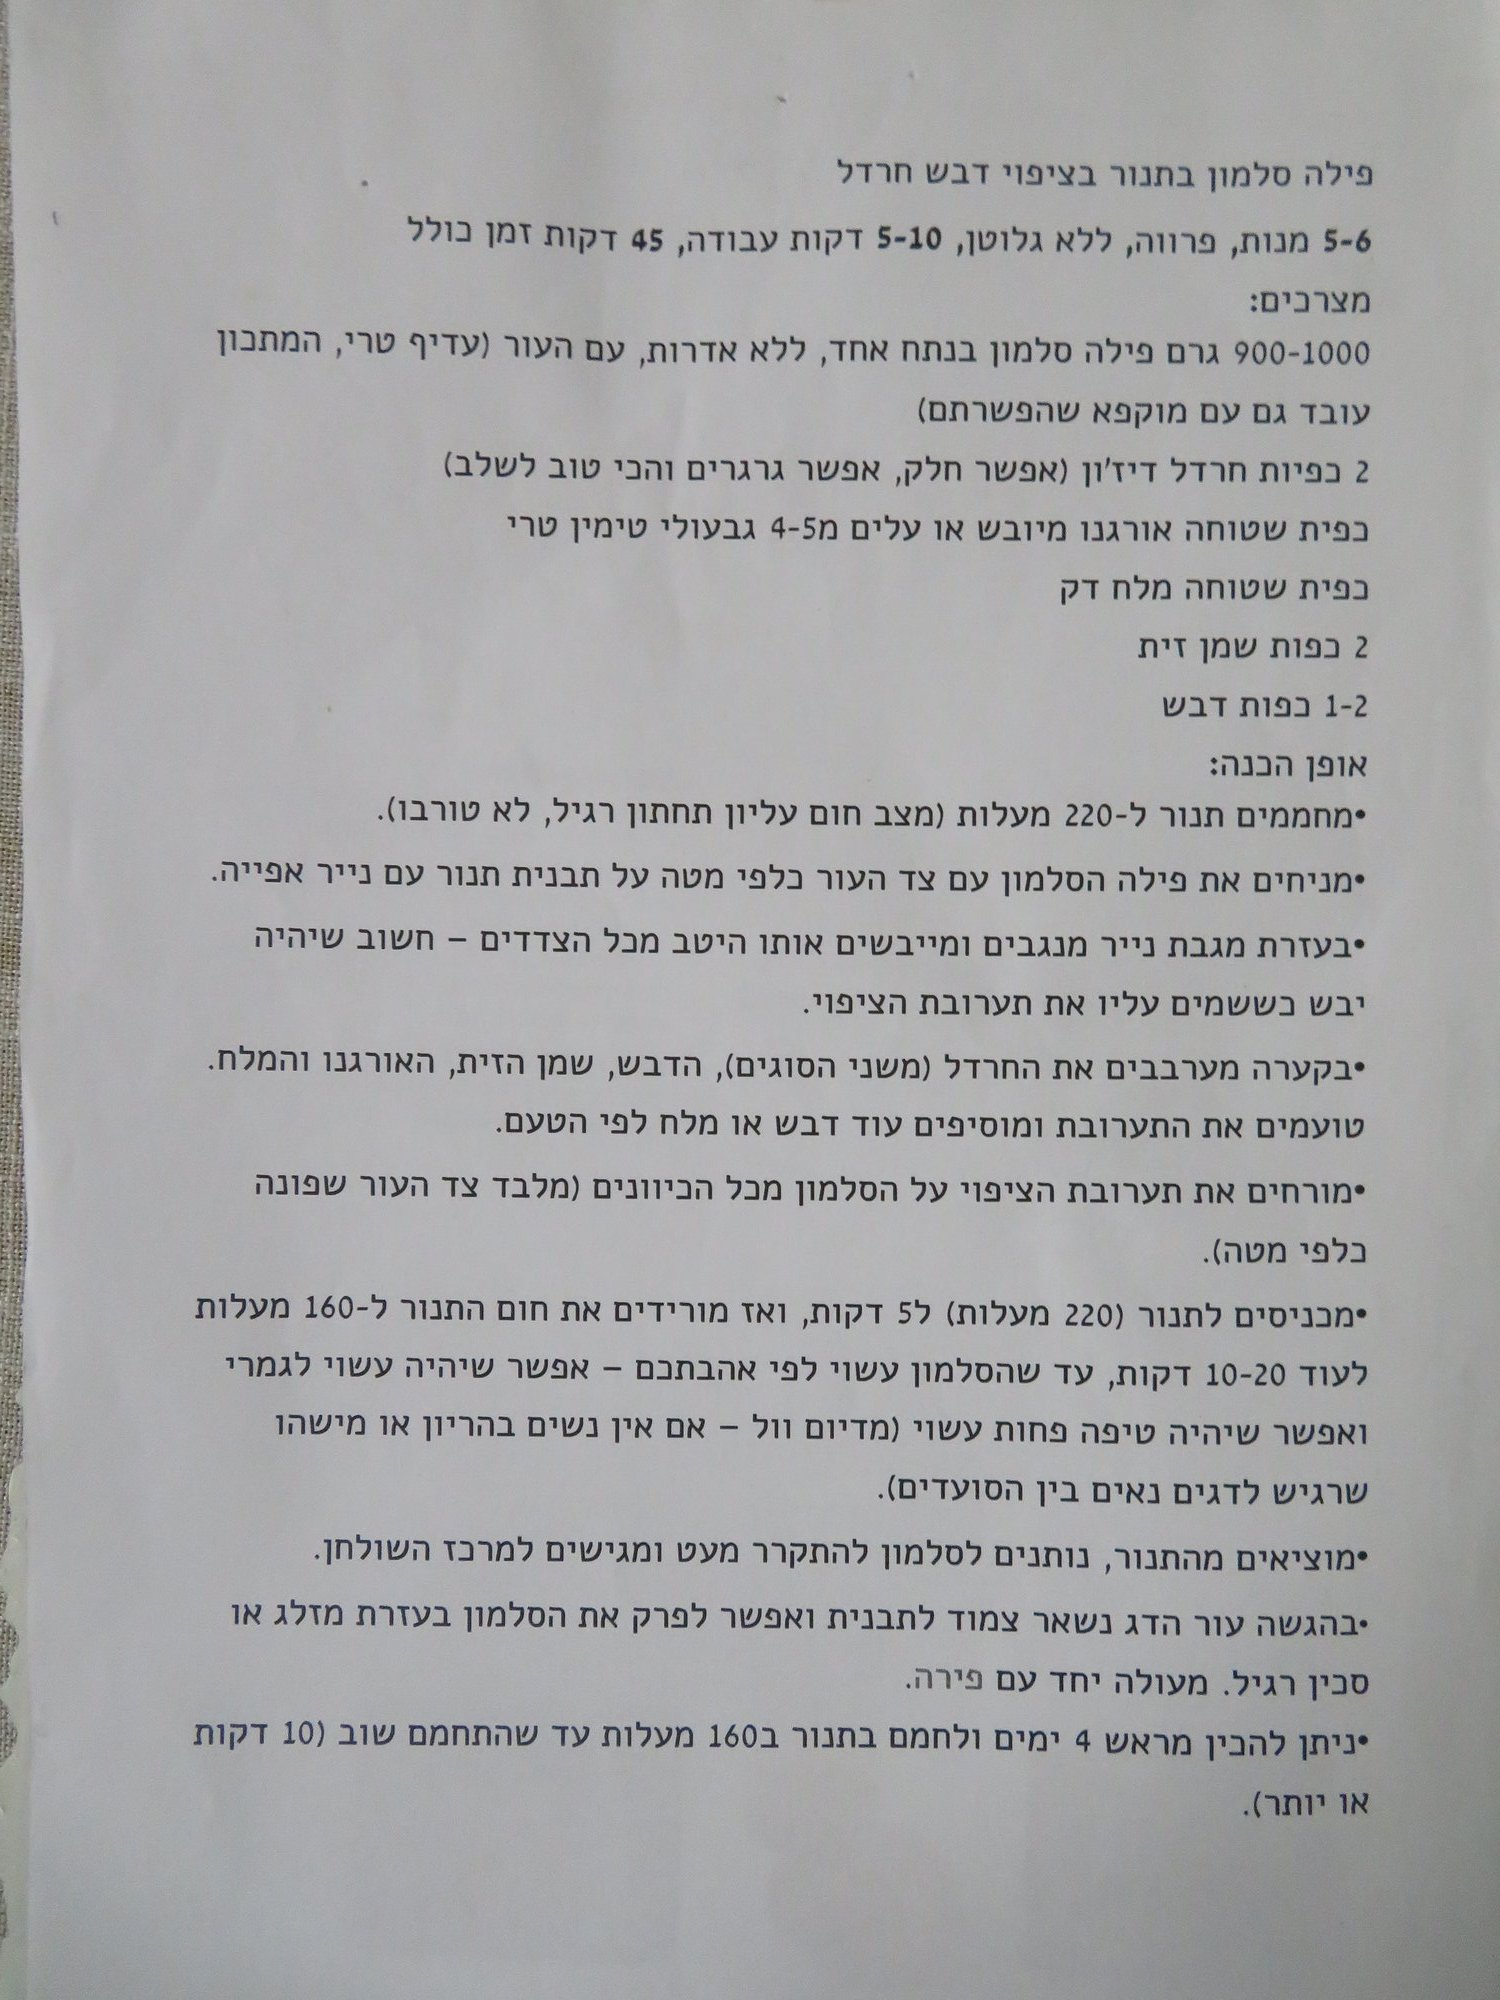 פילה סלמון בתנור בציפוי דבש חרדל
5-6 מנות, פרווה, ללא גלוטן, 5-10 דקות עבודה, 45 דקות זמן כולל
מצרכים:
900-1000 גרם פילה סלמון בנתח אחד, ללא אדרות, עם העור (עדיף טרי, המתכון
עובד גם עם מוקפא שהפשרתם)
2 כפיות חרדל דיז'ון (אפשר חלק, אפשר גרגרים והכי טוב לשלב)
כפית שטוחה אורגנו מיובש או עלים מ4-5 גבעולי טימין טרי
כפית שטוחה מלח דק
2 כפות שמן זית
1-2 כפות דבש
אופן הכנה:
•מחממים תנור ל-220 מעלות (מצב חום עליון תחתון רגיל, לא טורבו).
•מניחים את פילה הסלמון עם צד העור כלפי מטה על תבנית תנור עם נייר אפייה.
•בעזרת מגבת נייר מנגבים ומייבשים אותו היטב מכל הצדדים – חשוב שיהיה
יבש כששמים עליו את תערובת הציפוי.
•בקערה מערבבים את החרדל (משני הסוגים), הדבש, שמן הזית, האורגנו והמלח.
טועמים את התערובת ומוסיפים עוד דבש או מלח לפי הטעם.
•מורחים את תערובת הציפוי על הסלמון מכל הכיוונים (מלבד צד העור שפונה
כלפי מטה).
•מכניסים לתנור (220 מעלות) ל5 דקות, ואז מורידים את חום התנור ל-160 מעלות
לעוד 10-20 דקות, עד שהסלמון עשוי לפי אהבתכם – אפשר שיהיה עשוי לגמרי
ואפשר שיהיה טיפה פחות עשוי (מדיום וול – אם אין נשים בהריון או מישהו
שרגיש לדגים נאים בין הסועדים).
•מוציאים מהתנור, נותנים לסלמון להתקרר מעט ומגישים למרכז השולחן.
•בהגשה עור הדג נשאר צמוד לתבנית ואפשר לפרק את הסלמון בעזרת מזלג או
סכין רגיל. מעולה יחד עם פירה.
•ניתן להכין מראש 4 ימים ולחמם בתנור ב160 מעלות עד שהתחמם שוב (10 דקות
או יותר).